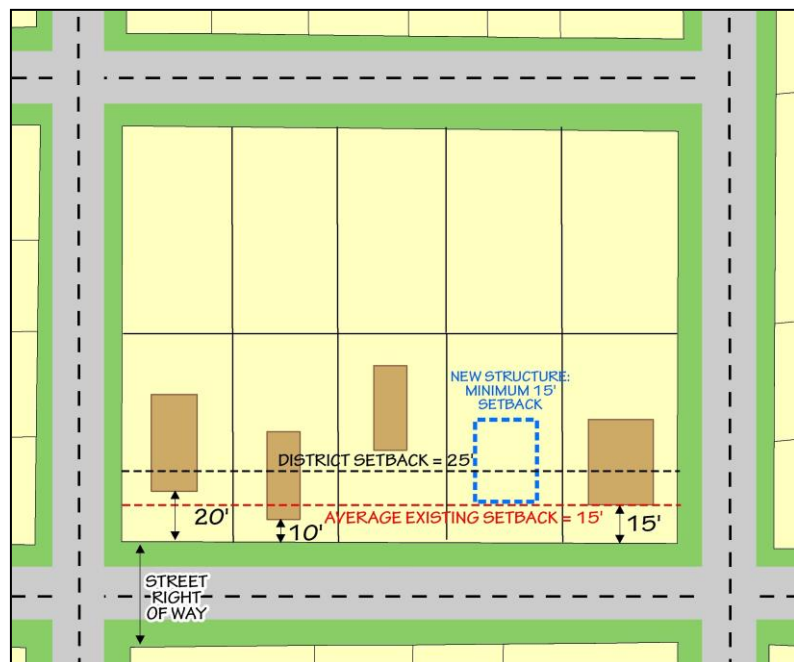 NEW STRUCTURE:
MINIMUM 15'
SETBACK
DISTRICT SETBACK = 25'
20'
10'
AVERAGE EXISTING SETBACK = 15'
15'
STREET
RIGHT
OF WAY